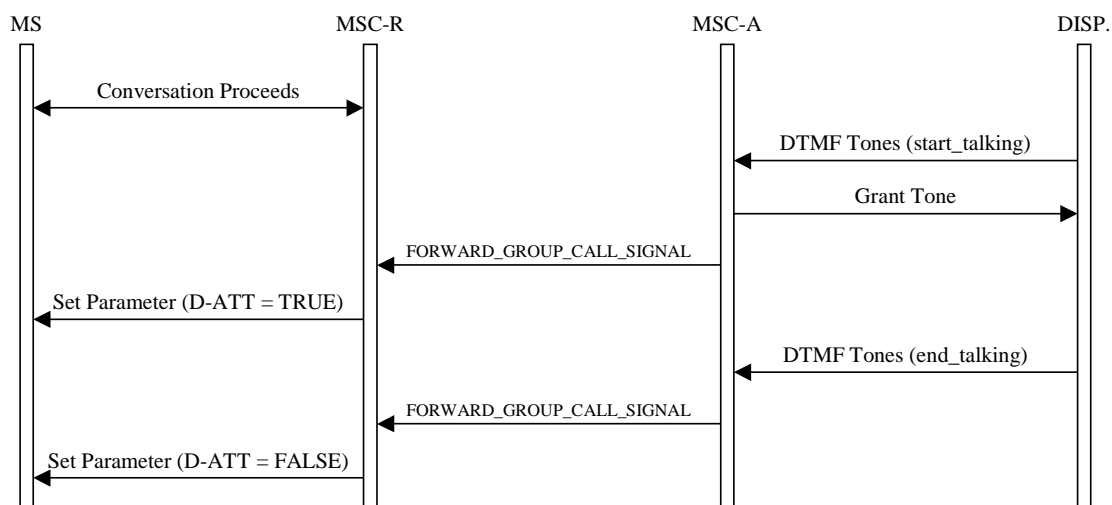 MS
MSC-R
MSC-A
DISP.
Conversation Proceeds
DTMF Tones (start_talking)
Grant Tone
FORWARD_GROUP_CALL_SIGNAL
Set Parameter (D-ATT = TRUE)
DTMF Tones (end_talking)
FORWARD_GROUP_CALL_SIGNAL
Set Parameter (D-ATT = FALSE)